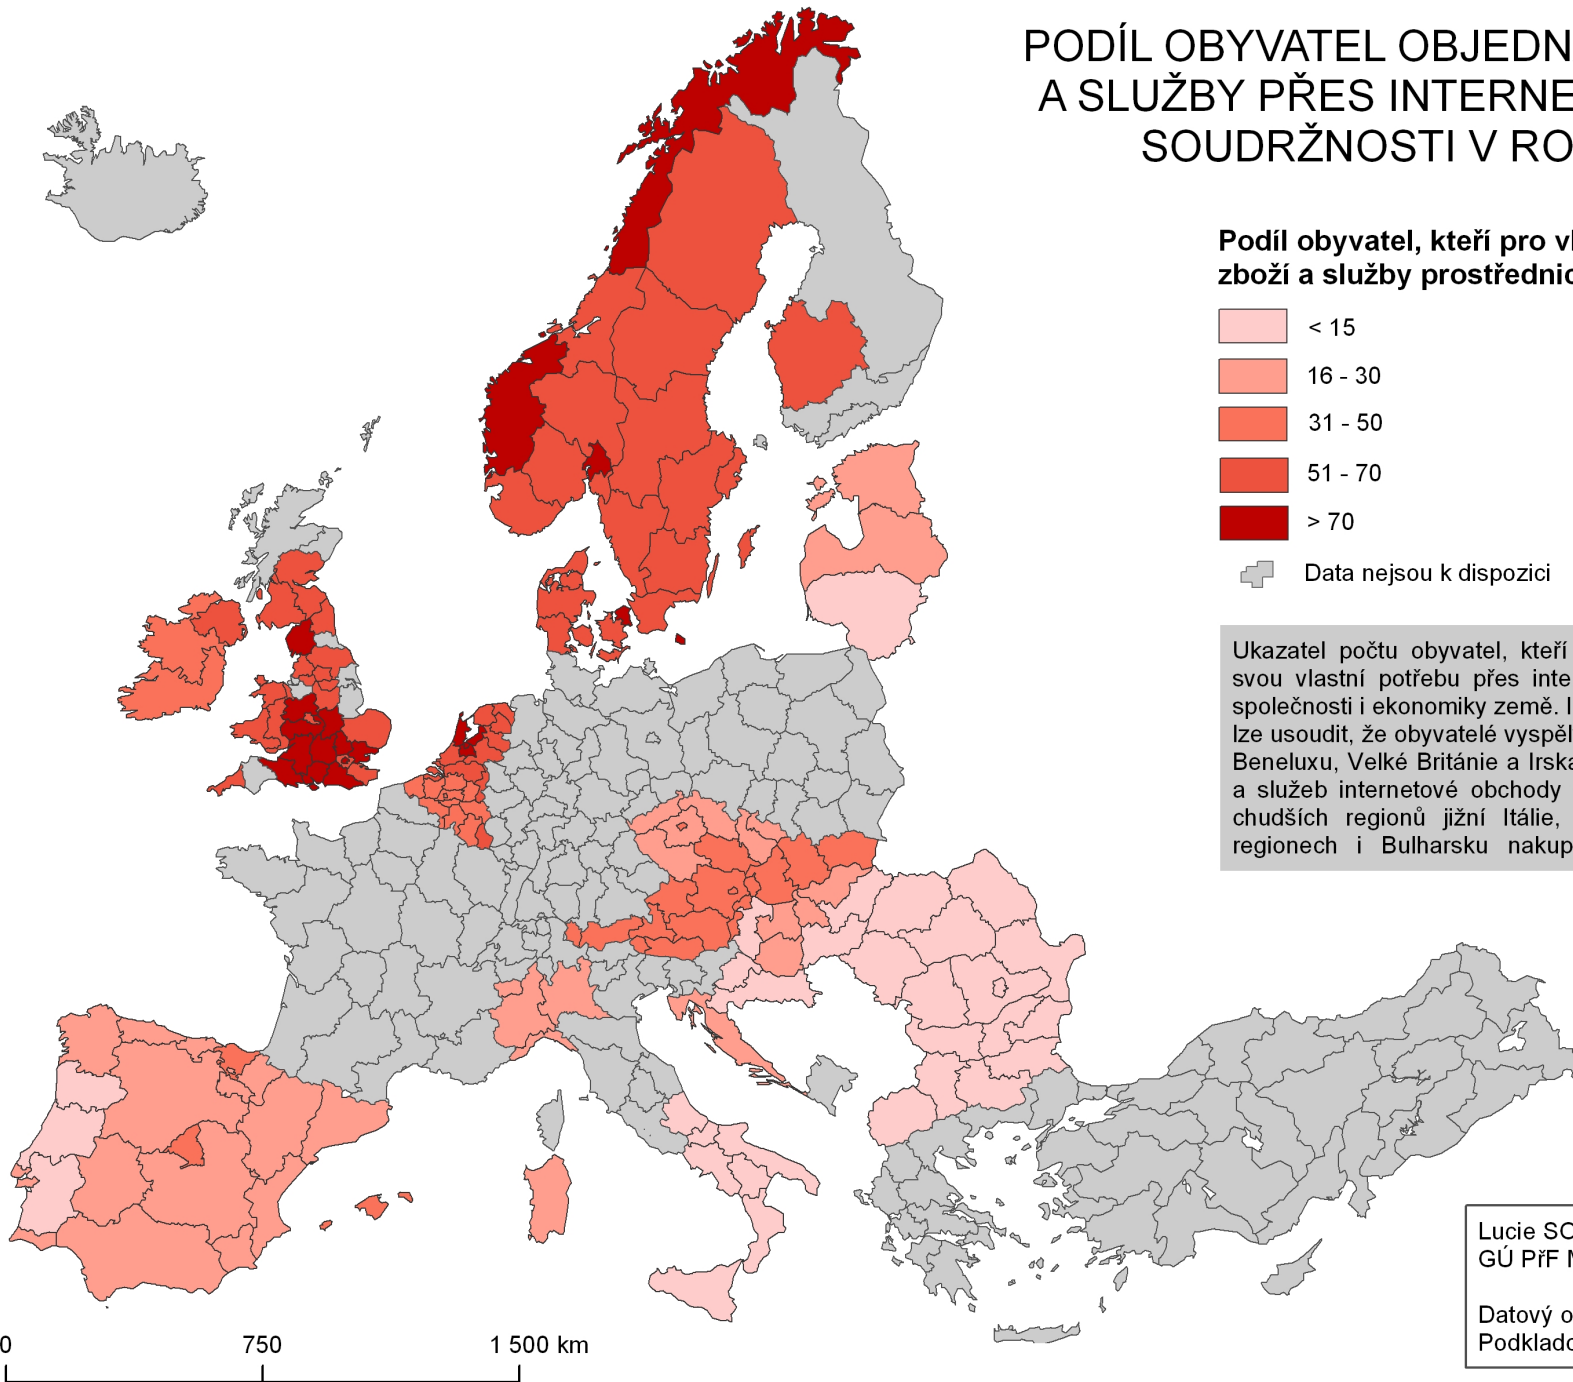 PODÍL OBYVATEL OBJEDN
A SLUŽBY PŘES INTERNE
SOUDRŽNOSTI V RO
Podíl obyvatel, kteří pro vl
zboží a služby prostřednic
< 15
16 - 30
31 - 50
51 - 70
> 70
Data nejsou k dispozici
Ukazatel počtu obyvatel, kteří
svou vlastní potřebu přes inte
společnosti i ekonomiky země. I
lze usoudit, že obyvatelé vyspěl
Beneluxu, Velké Británie a Irska
a služeb internetové obchody
chudších regionů jižní Itálie,
regionech i Bulharsku nakup
Lucie SO
GÚ PřF M
Datový o
Podklado
0 750 1 500 km